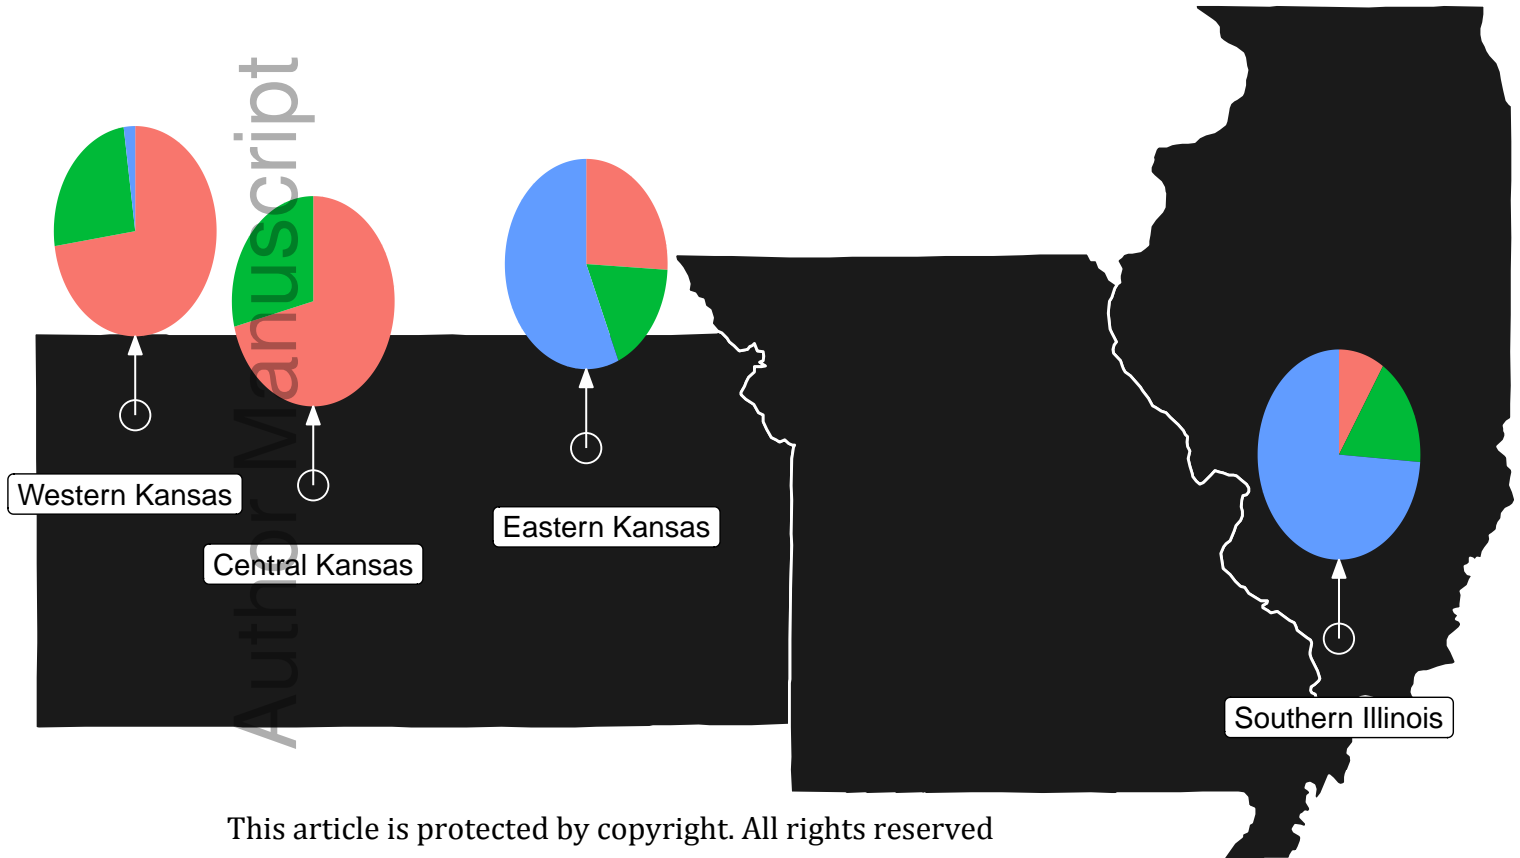 Author Manuscript
Western Kansas
Central Kansas
Eastern Kansas
Southern Illinois
This article is protected by copyright. All rights reserved